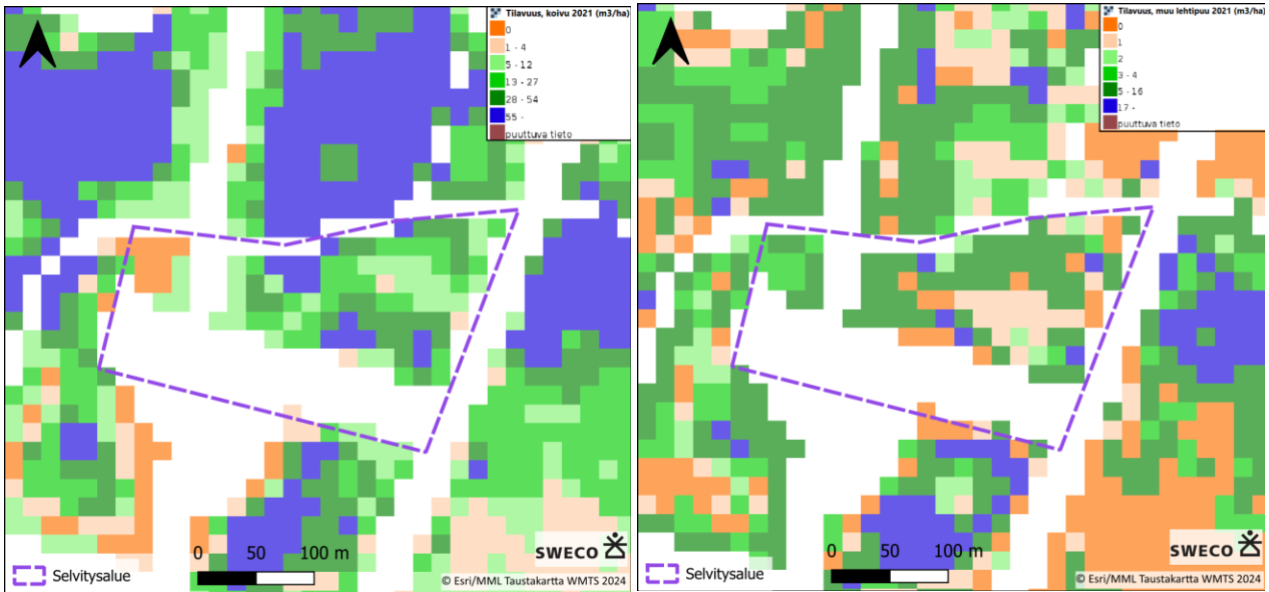 Tilavuus, koivu 2021 (m3/ha)
0
1 - 4
5 - 12
13 - 27
28 - 54
55 -
puuttuva tieto
0 50 100 m
SWECO
Selvitysalue
© Esri/MML Taustakartta WMTS 2024
Tilavuus, muu lehtipuu 2021 (m3/ha)
0
1
2
3 - 4
5 - 16
17 -
puuttuva tieto
0 50 100 m
SWECO
Selvitysalue
© Esri/MML Taustakartta WMTS 2024